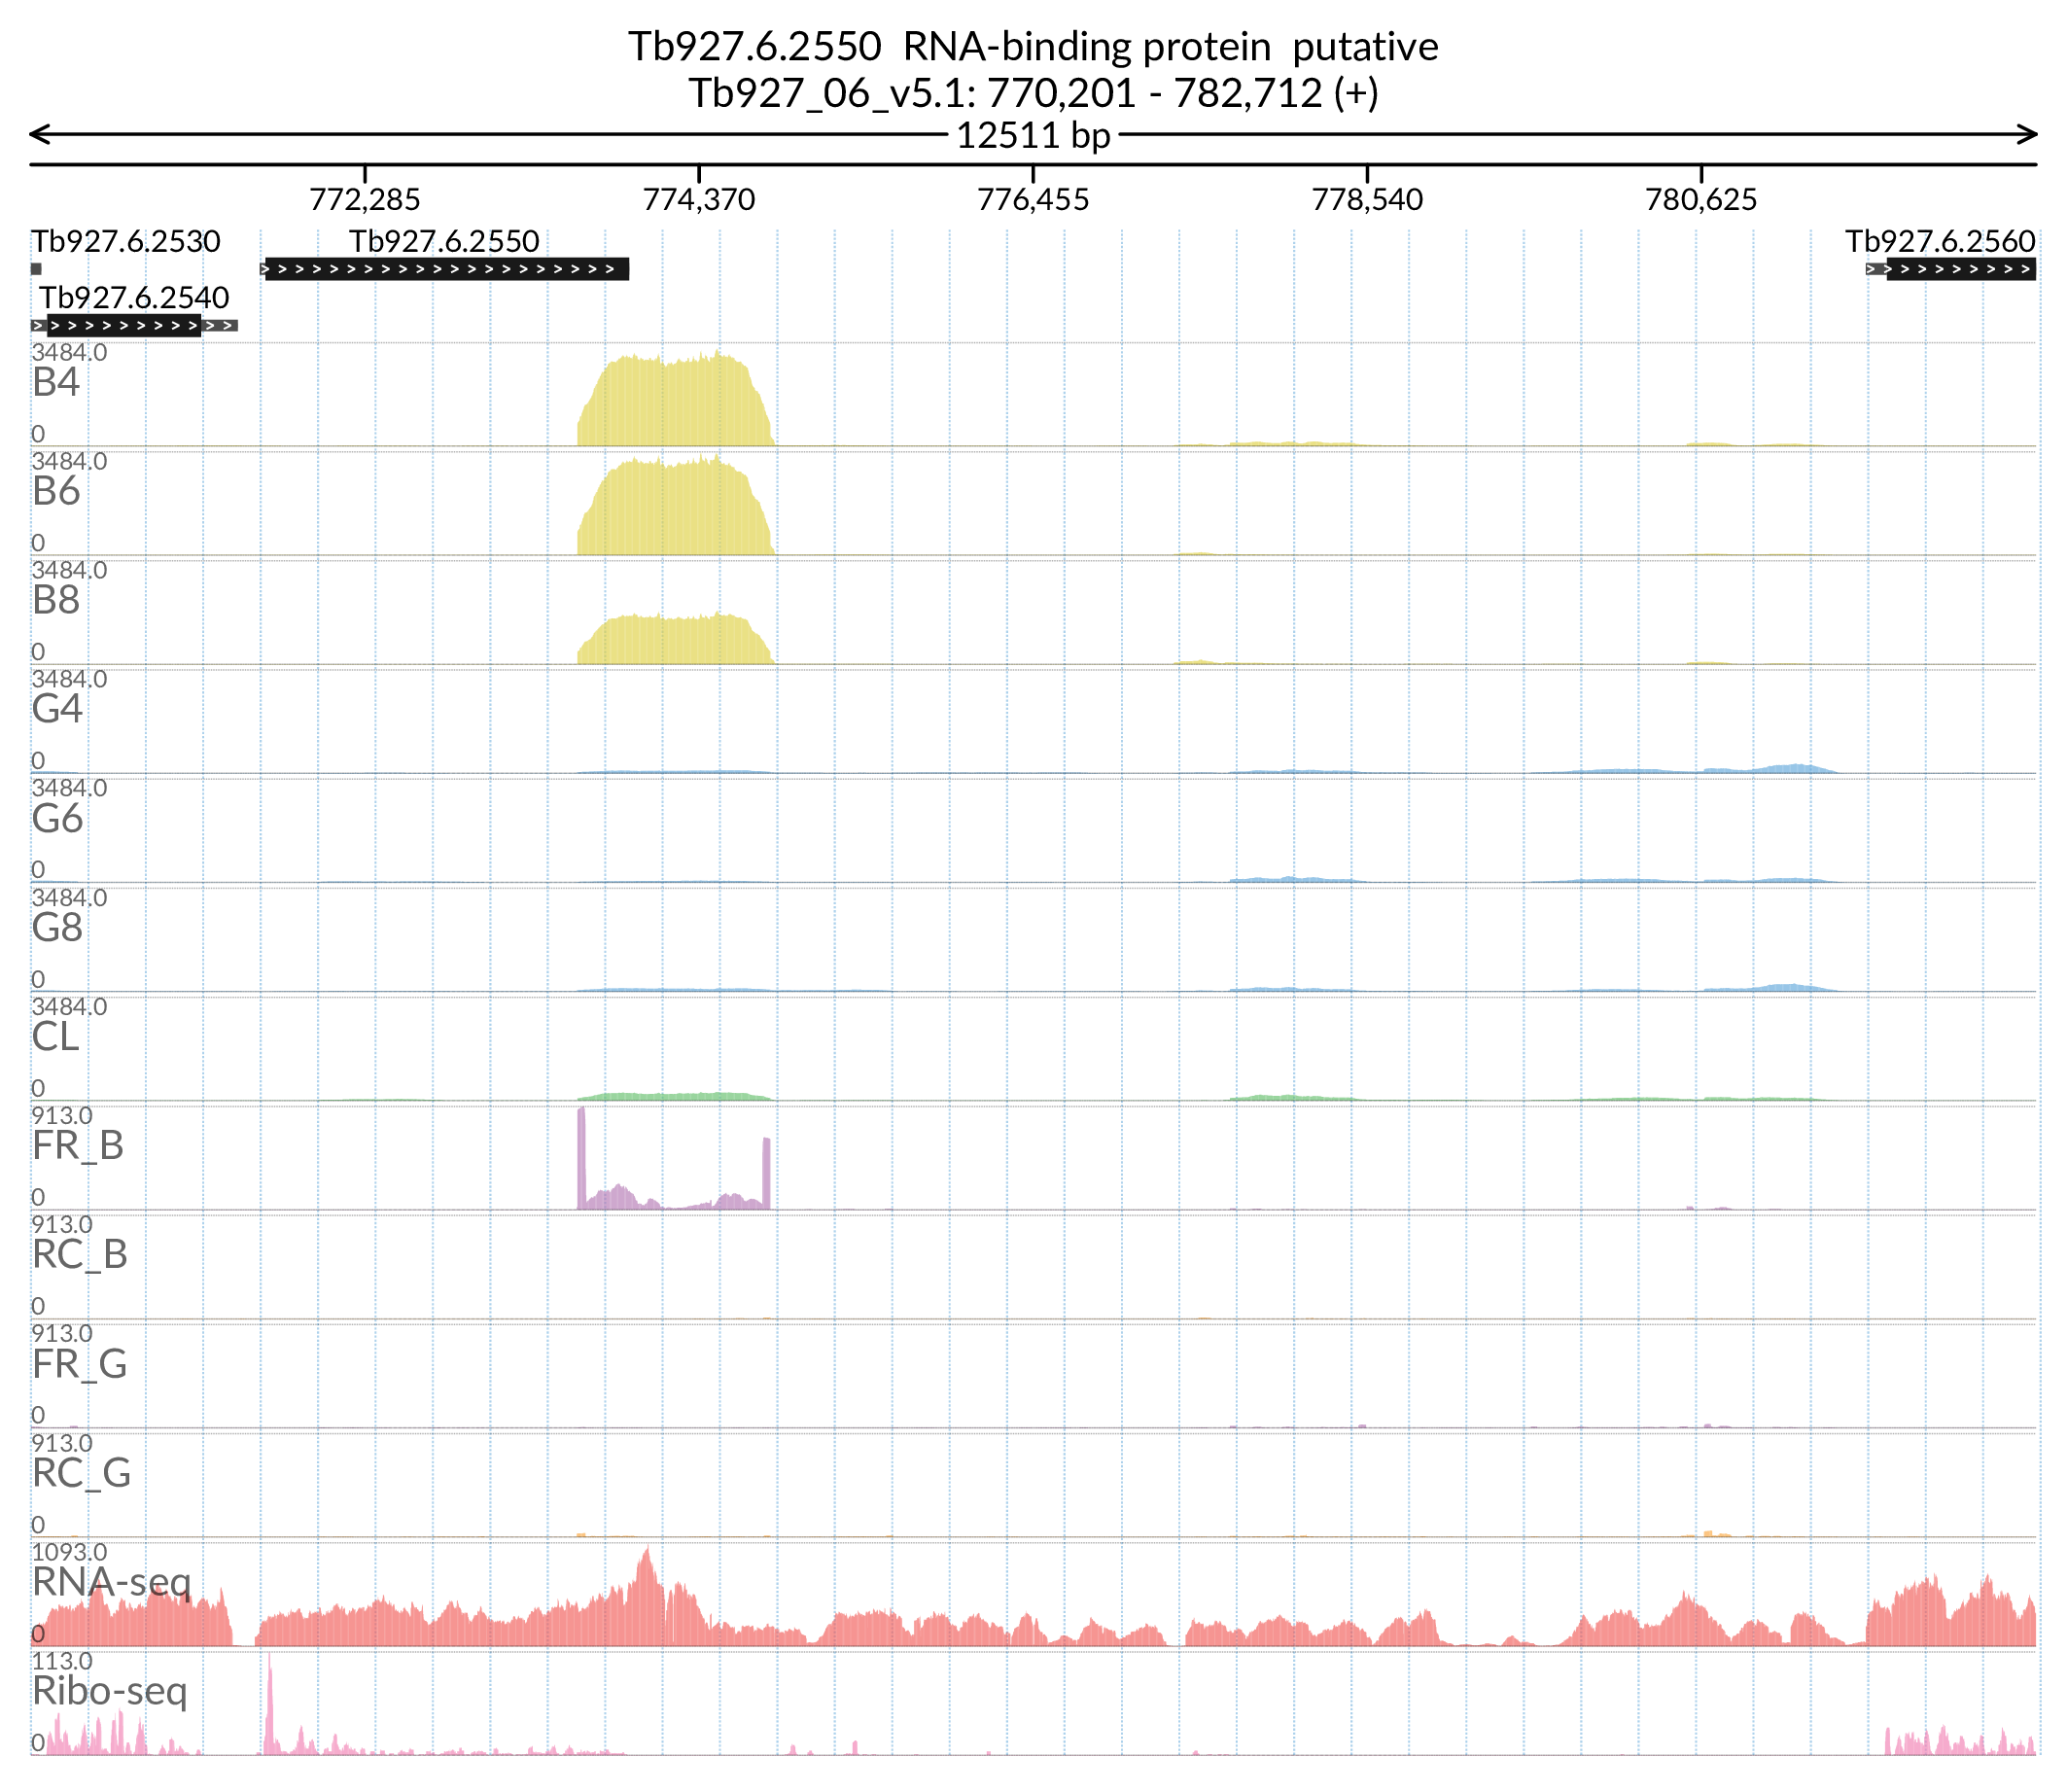 Tb927.6.2550 RNA-binding protein putative
Tb927_06_v5.1: 770,201 - 782,712 (+)
12511 bp
772,285 774,370 776,455 778,540 780,625
Tb927.6.2530 Tb927.6.2550 Tb927.6.2560
Tb927.6.2540
3484.0
B4
0
3484.0
B6
0
3484.0
B8
0
3484.0
G4
0
3484.0
G6
0
3484.0
G8
0
3484.0
CL
0
913.0
FR_B
0
913.0
RC_B
0
913.0
FR_G
0
913.0
RC_G
0
1093.0
RNA-seq
0
113.0
Ribo-seq
0